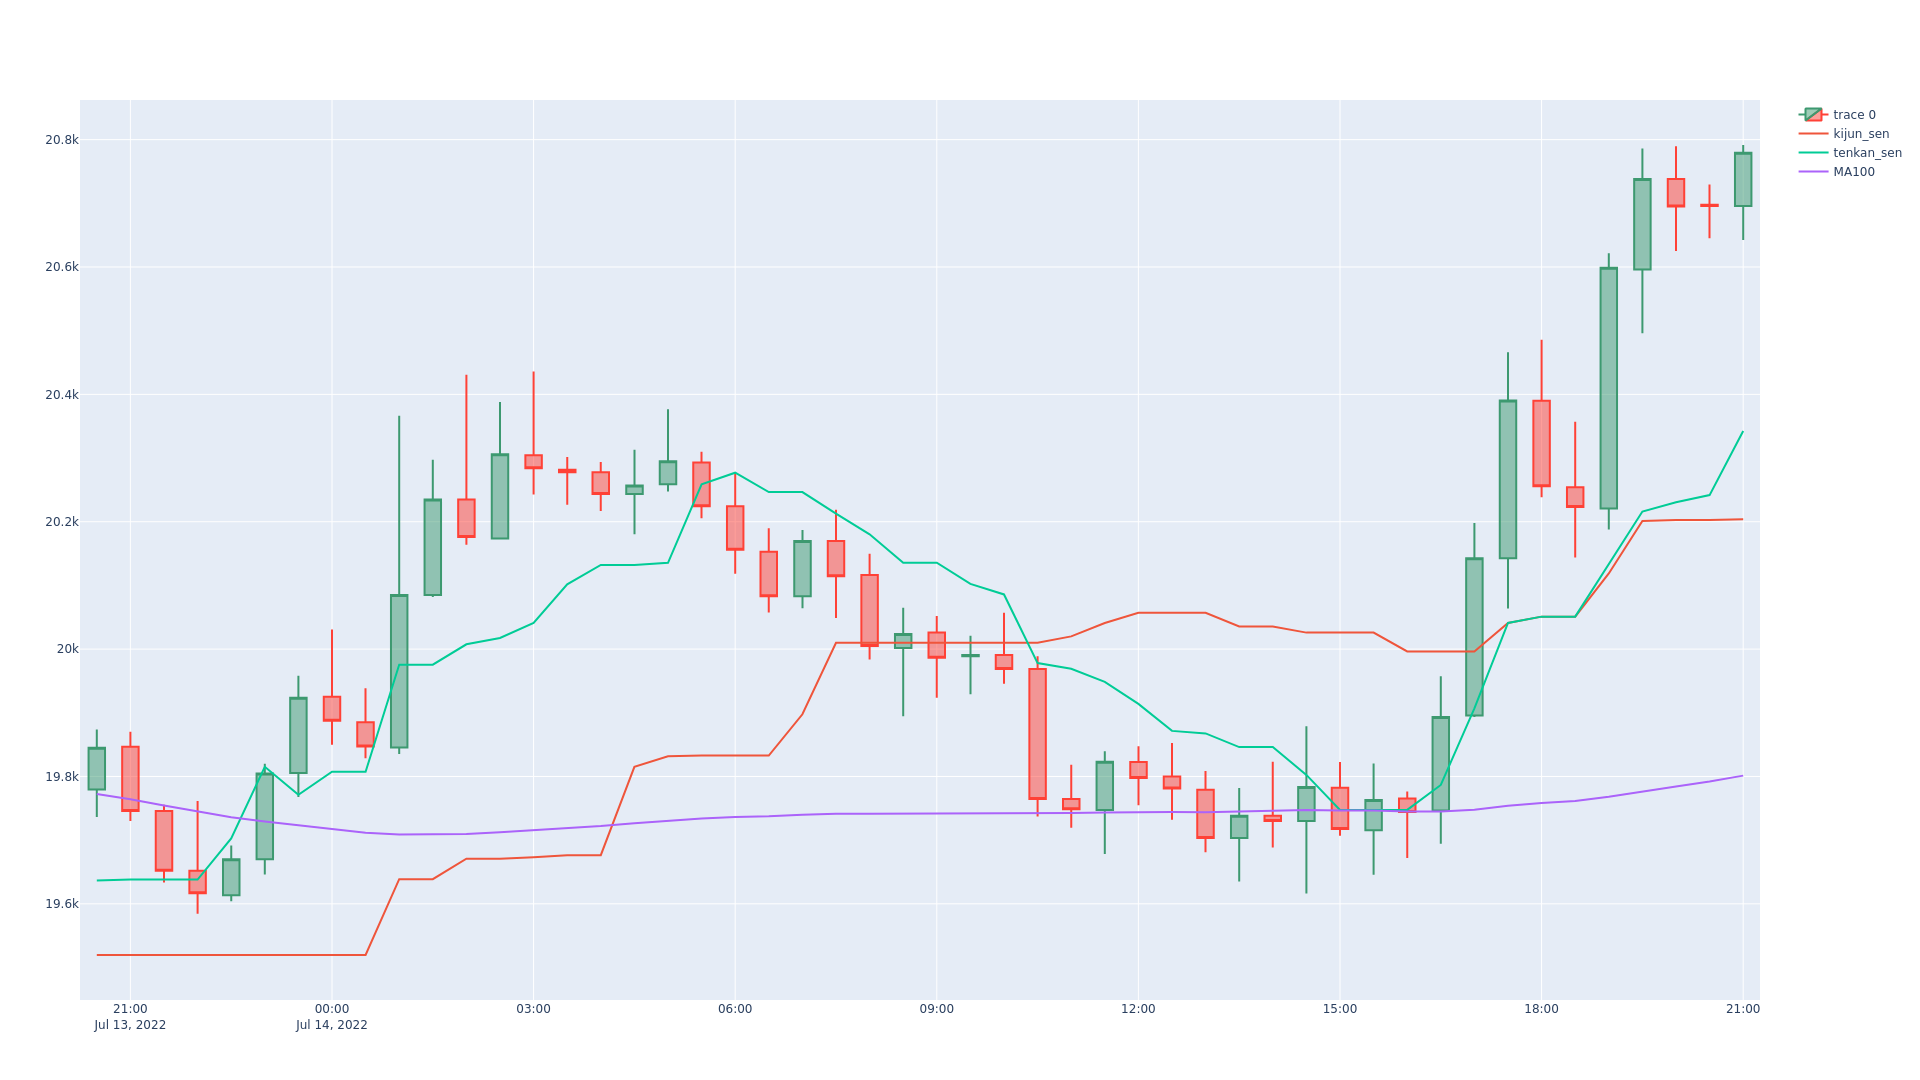 20.8k
20.6k
20.4k
20.2k
20k
19.8k
19.6k
21:00
Jul 13, 2022
00:00
Jul 14, 2022
03:00
06:00
09:00
12:00
15:00
18:00
21:00
trace 0
kijun_sen
tenkan_sen
MA100